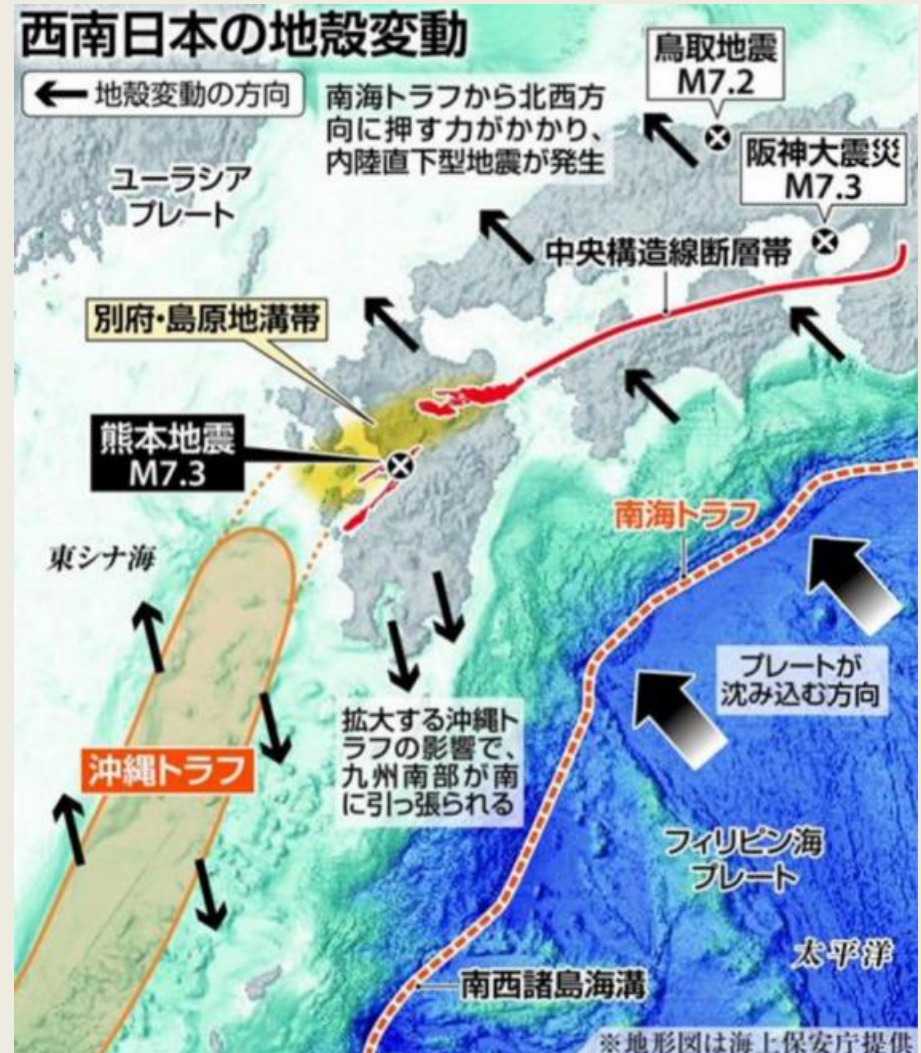 西南日本の地殻変動
地殻変動の方向
南海トラフから北西方
向に押す力がかかり、
内陸直下型地震が発生
鳥取地震
M7.2
阪神大震災
M7.3
ユーラシア
プレート
中央構造線断層帯
別府・島原地溝帯
熊本地震
M7.3
南海トラフ
東シナ海
プレートが
沈み込む方向
拡大する沖縄ト
ラフの影響で、
九州南部が南
に引っ張られる
沖縄トラフ
フィリピン海
プレート
太平洋
南西諸島海溝
※地形図は海上保安庁提供